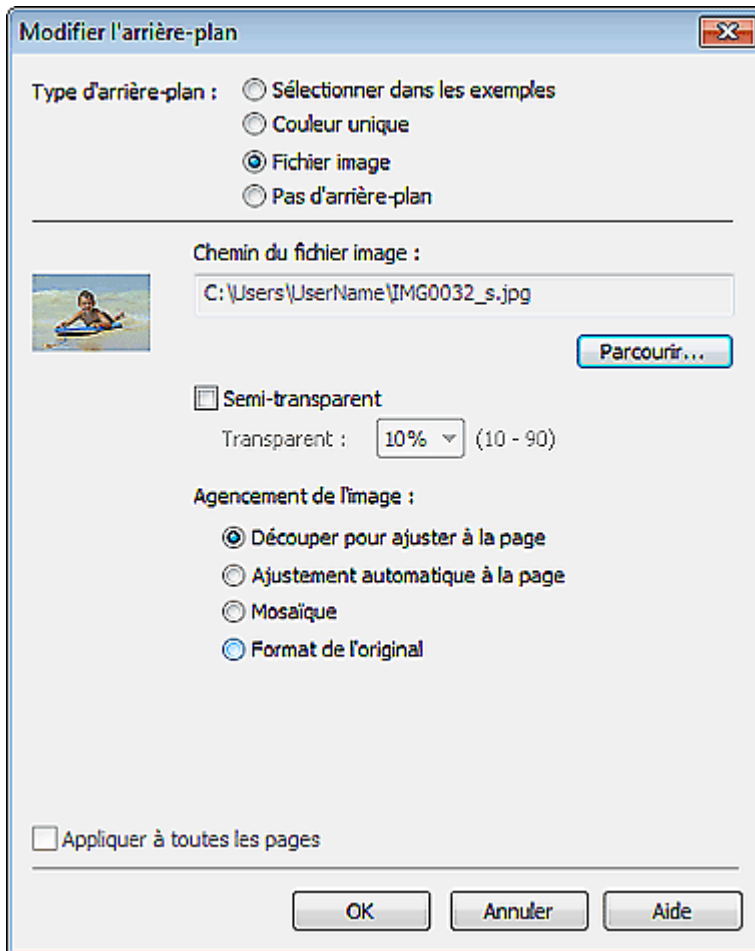 Modifier l'arrière-plan
Type d'arrière-plan :
Sélectionner dans les exemples
Couleur unique
Fichier image
Pas d'arrière-plan
Chemin du fichier image :
C:\Users\UserName\IMG0032_s.jpg
Parcourir...
Semi-transparent
Transparent : 10% (10 - 90)
Agencement de l'image :
Découper pour ajuster à la page
Ajustement automatique à la page
Mosaïque
Format de l'original
Appliquer à toutes les pages
OK Annuler Aide